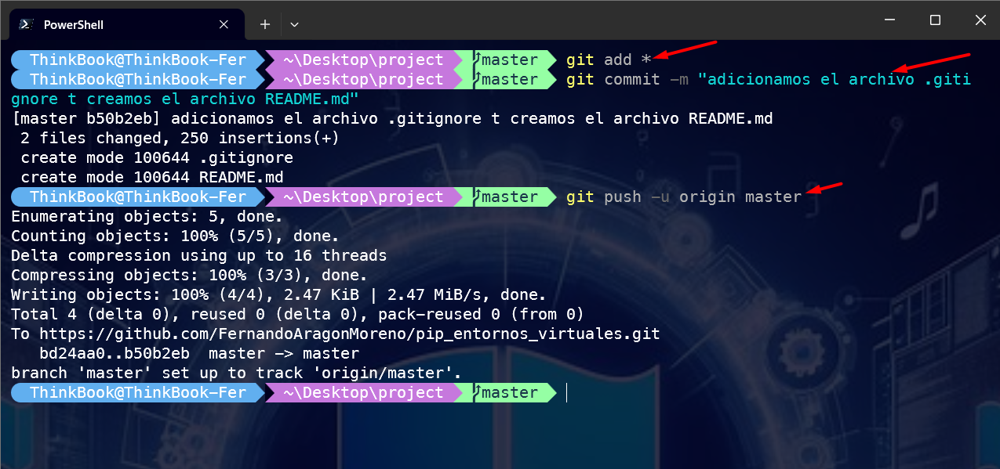 PowerShell
ThinkBook@ThinkBook-Fer ~\Desktop\project master git add *
ThinkBook@ThinkBook-Fer ~\Desktop\project master git commit -m "adicionamos el archivo .giti
gnore t creamos el archivo README.md"
[master b50b2eb] adicionamos el archivo .gitignore t creamos el archivo README.md
2 files changed, 250 insertions(+)
create mode 100644 .gitignore
create mode 100644 README.md
ThinkBook@ThinkBook-Fer ~\Desktop\project master git push -u origin master
Enumerating objects: 5, done.
Counting objects: 100% (5/5), done.
Delta compression using up to 16 threads
Compressing objects: 100% (3/3), done.
Writing objects: 100% (4/4), 2.47 KiB | 2.47 MiB/s, done.
Total 4 (delta 0), reused 0 (delta 0), pack-reused 0 (from 0)
To https://github.com/FernandoAragonMoreno/pip_entornos_virtuales.git
bd24aa0..b50b2eb master -> master
branch 'master' set up to track 'origin/master'.
ThinkBook@ThinkBook-Fer ~\Desktop\project master